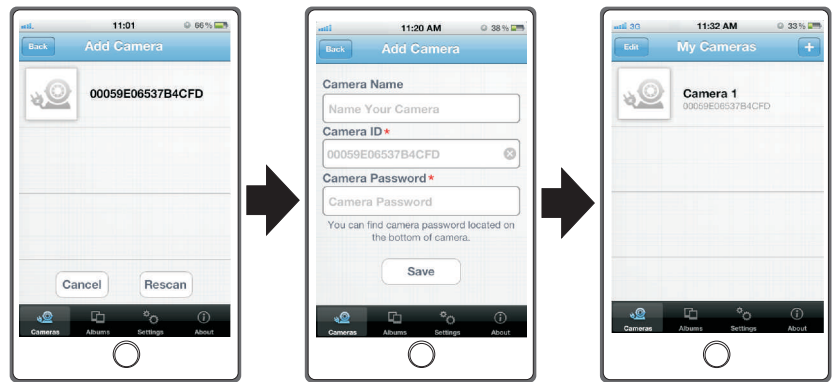 11:01 66%
Back Add Camera
00059E06537B4CFD
Cancel Rescan
Cameras Albums Settings About
11:20 AM 38%
Back Add Camera
Camera Name
Name Your Camera
Camera ID*
00059E06537B4CFD
Camera Password*
Camera Password
You can find camera password located on
the bottom of camera.
Save
Cameras Albums Settings About
3G 11:32 AM 33%
Edit My Cameras +
Camera 1
00059E06537B4CFD
Cameras Albums Settings About